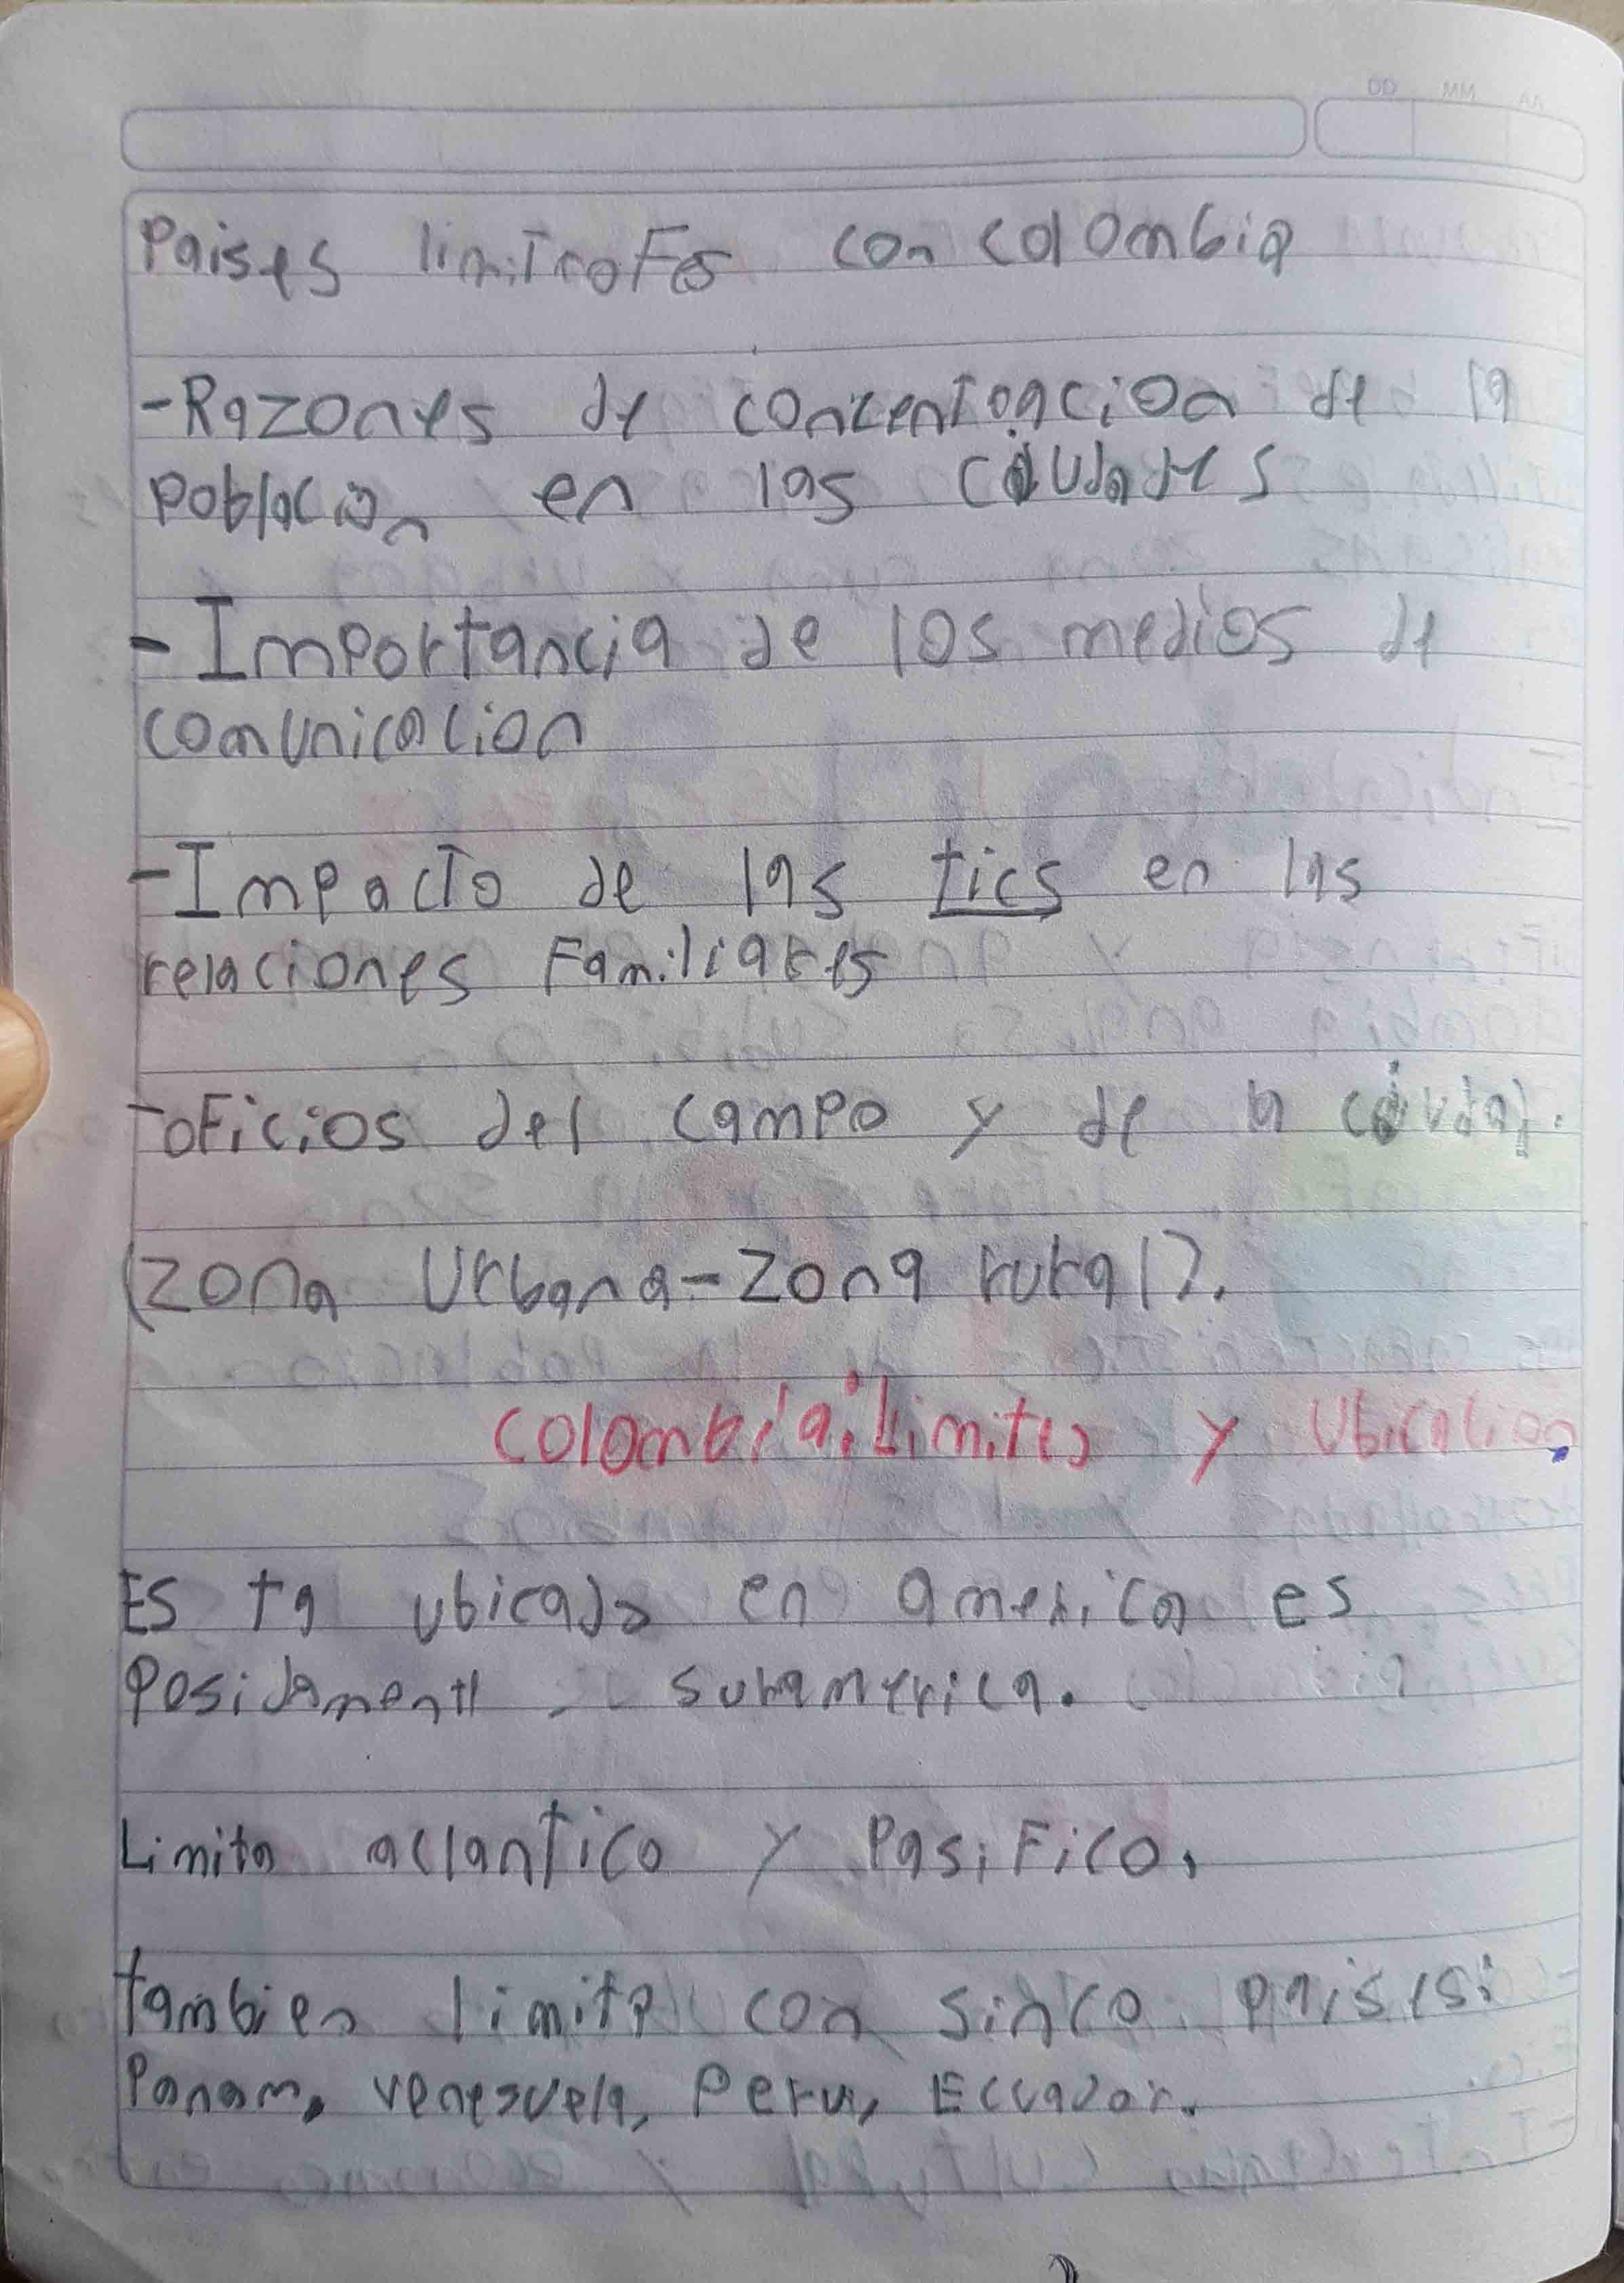 DD MM AA
Paises limitrofes con colombia
-Razones de concentracion de la
poblacion en las ciudades
-Importancia de los medios de
comunicacion
-Impacto de las tics en las
relaciones Familiares
-oficios del campo y de la ciudad.
(zona urbana-zona rural).
colombia: Limites y Ubicacion.
Es ta ubicada en america es
posidamente suramerica.
Limita aclantico y Pasifico.
tambien limita con sinco paises:
Panam, venesuela, Peru, Ecuador.